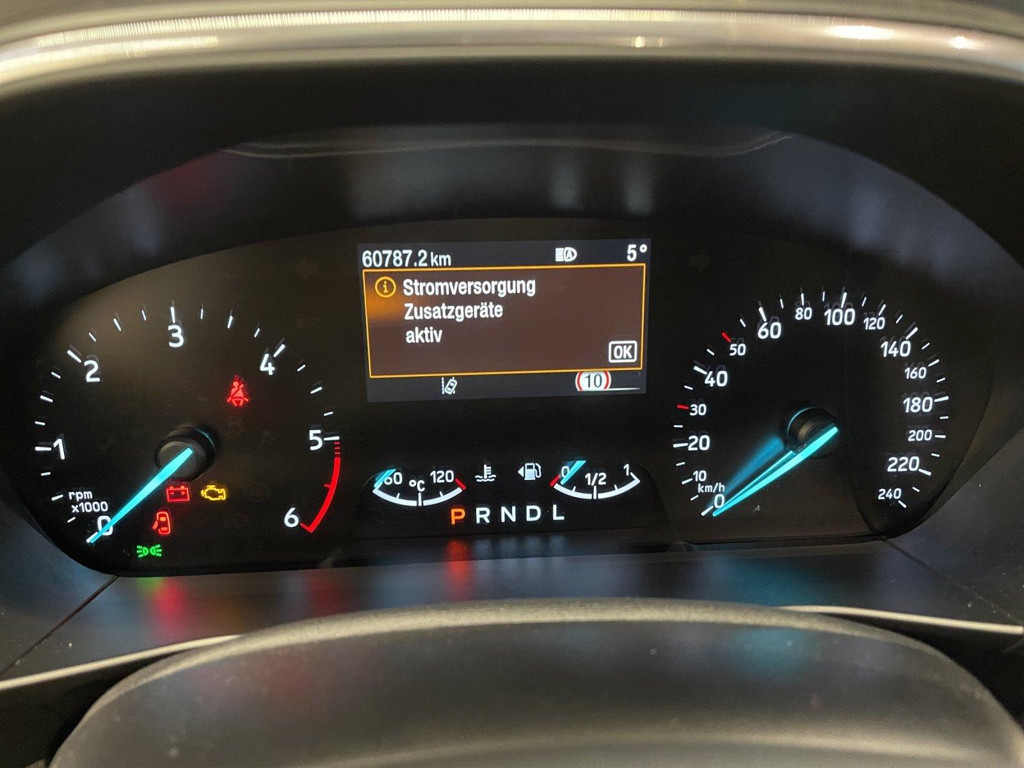 60787.2 km
5°
Stromversorgung
Zusatzgeräte
aktiv
OK
10
0
1
2
3
4
5
6
rpm
x1000
60 °C 120
0 1/2 1
P R N D L
0
10
20
30
40
50
60
80
100
120
140
160
180
200
220
240
km/h